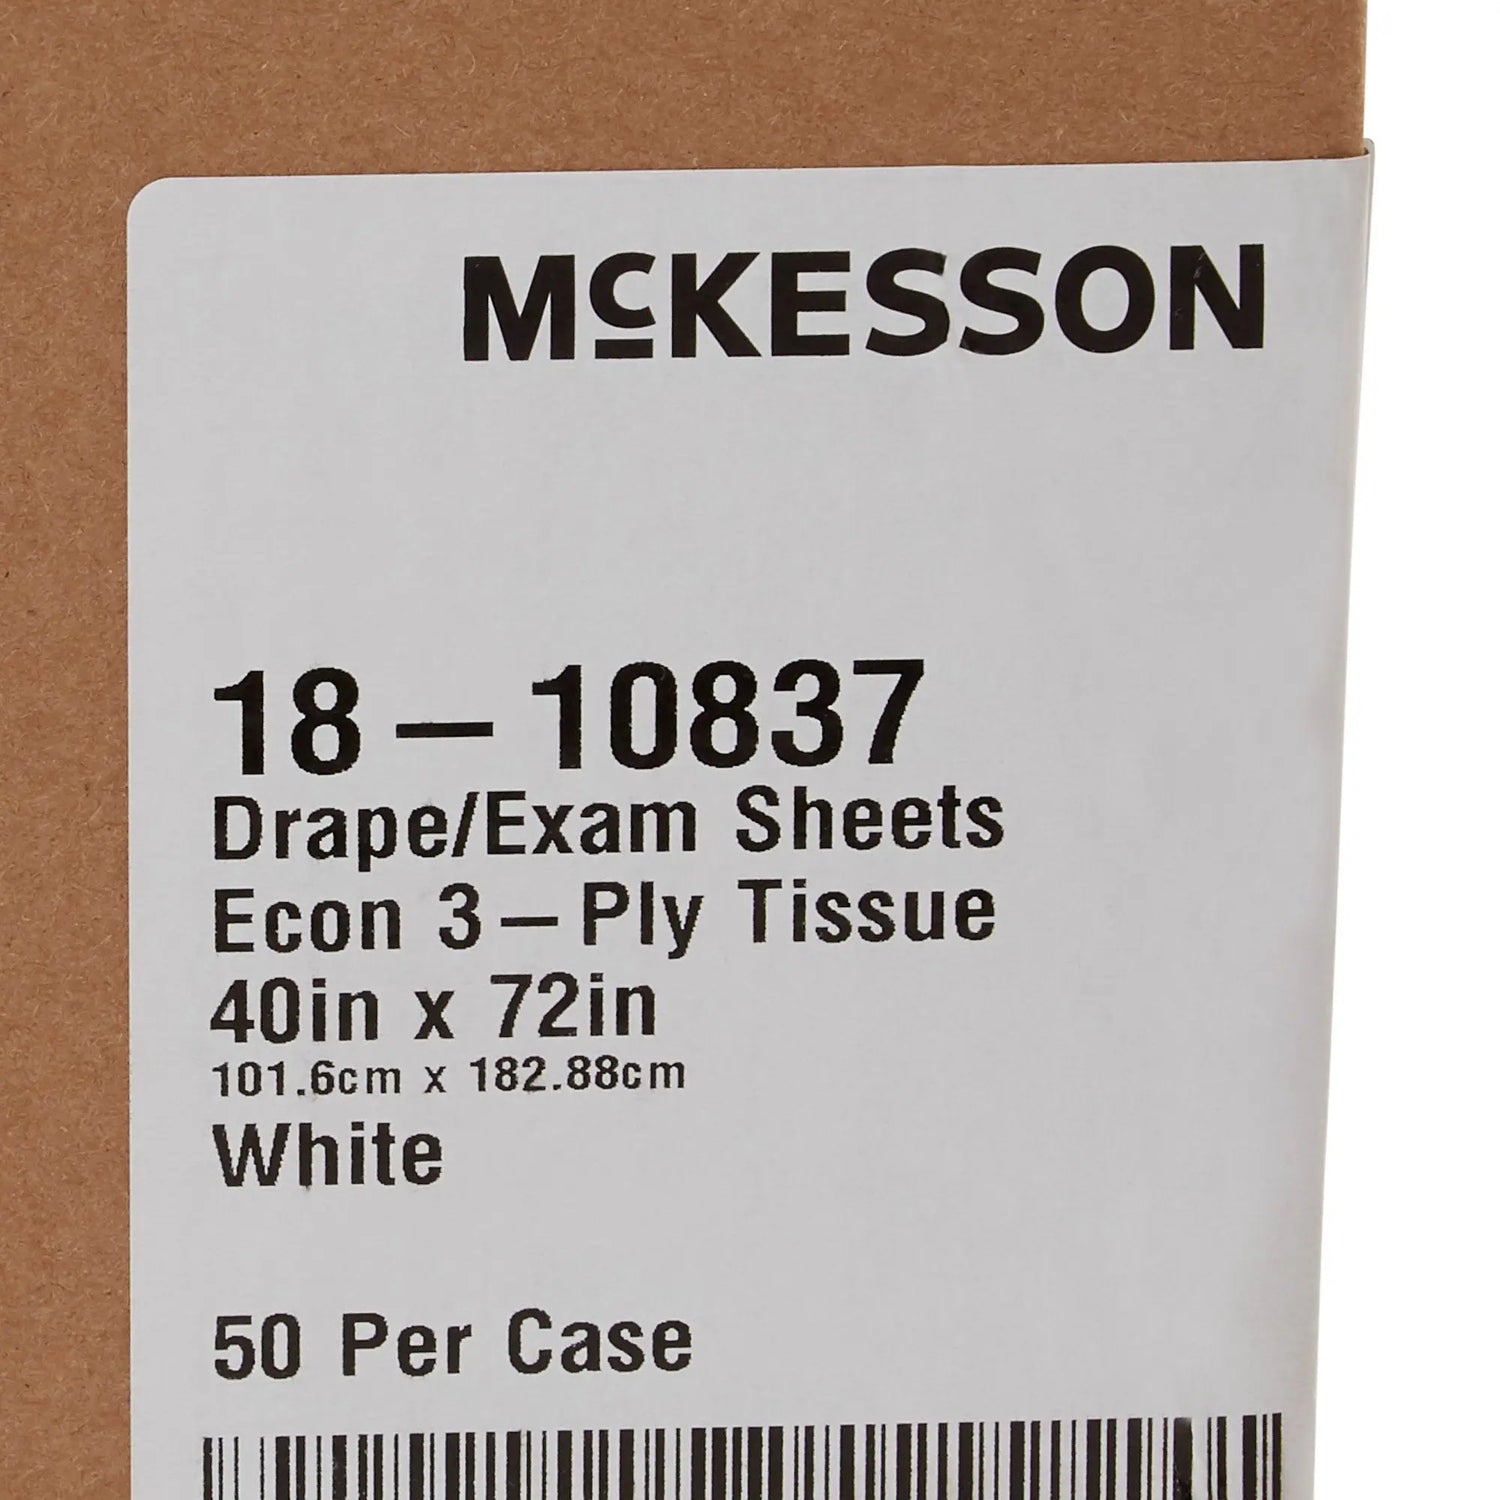 McKESSON
18-10837
Drape/Exam Sheets
Econ 3-Ply Tissue
40in x 72in
101.6cm x 182.88cm
White
50 Per Case